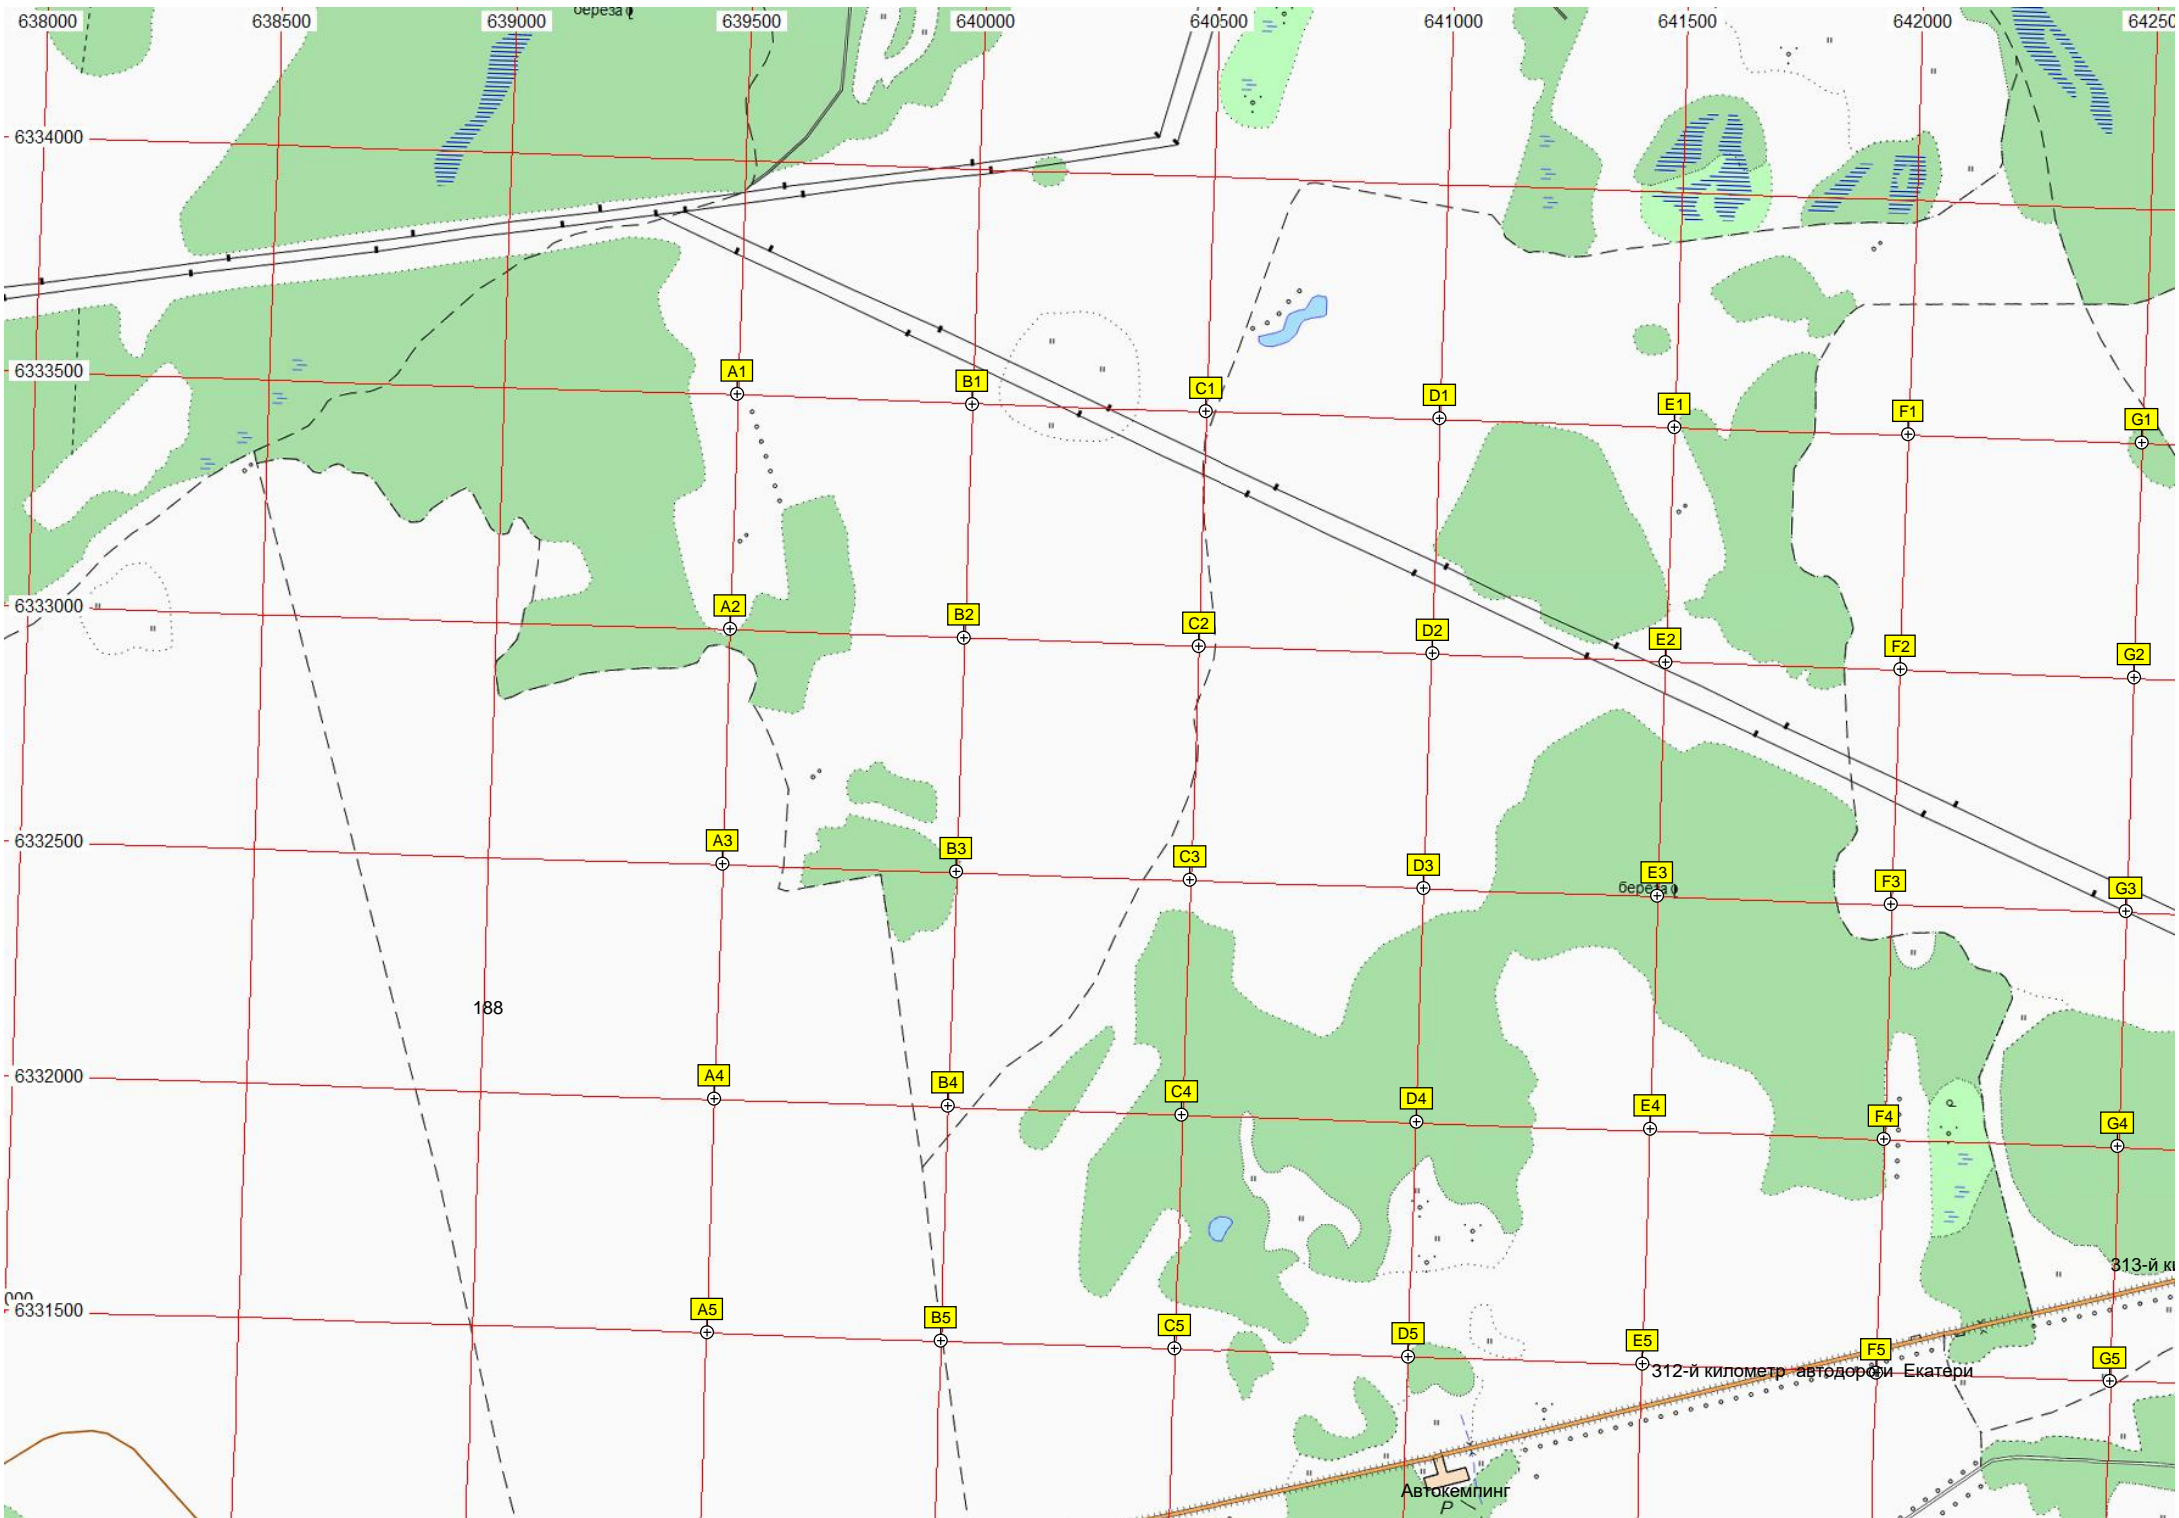 береза
638000 638500 639000 639500 640000 640500 641000 641500 642000 64250
6334000
6333500
A1 B1 C1 D1 E1 F1 G1
6333000
A2 B2 C2 D2 E2 F2 G2
6332500
A3 B3 C3 D3 E3 F3 G3
береза
188
6332000
A4 B4 C4 D4 E4 F4 G4
313-й ки
000
6331500
A5 B5 C5 D5 E5 F5 G5
312-й километр автодороги Екатери
Автокемпинг
P